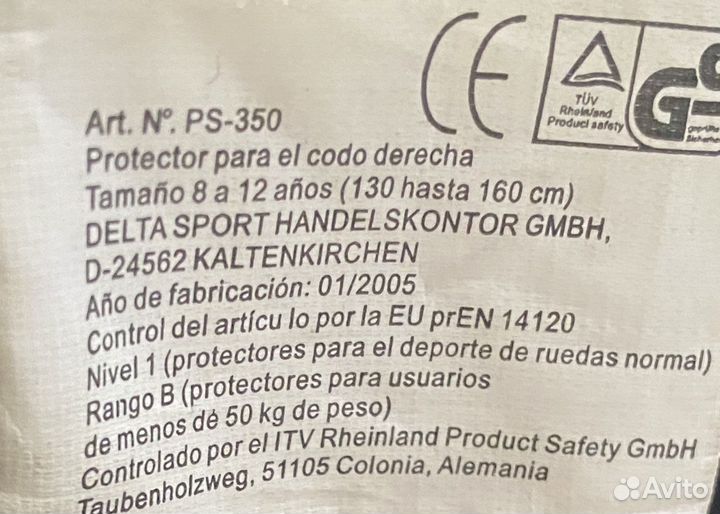 CE
TÜV
Rheinland
Product safety
GS
Art. Nº. PS-350
Protector para el codo derecha
Tamaño 8 a 12 años (130 hasta 160 cm)
DELTA SPORT HANDELSKONTOR GMBH,
D-24562 KALTENKIRCHEN
Año de fabricación: 01/2005
Control del artícu lo por la EU prEN 14120
Nivel 1 (protectores para el deporte de ruedas normal)
Rango B (protectores para usuarios
de menos dé 50 kg de peso)
Controlado por el ITV Rheinland Product Safety GmbH
Taubenholzweg, 51105 Colonia, Alemania
Avito